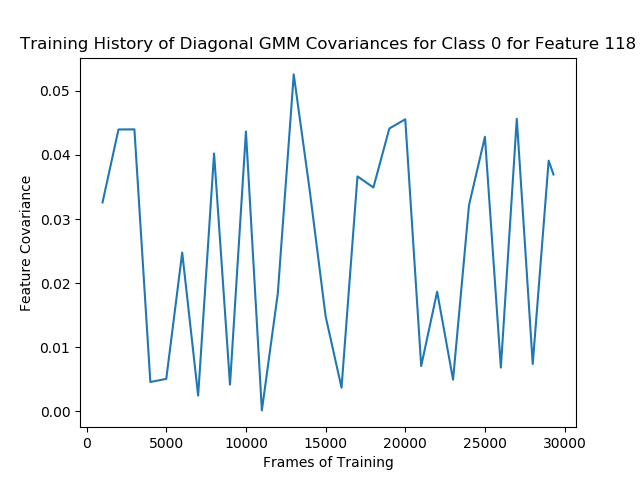 Training History of Diagonal GMM Covariances for Class 0 for Feature 118
0.05
0.04
0.03
0.02
0.01
0.00
Feature Covariance
0 5000 10000 15000 20000 25000 30000
Frames of Training